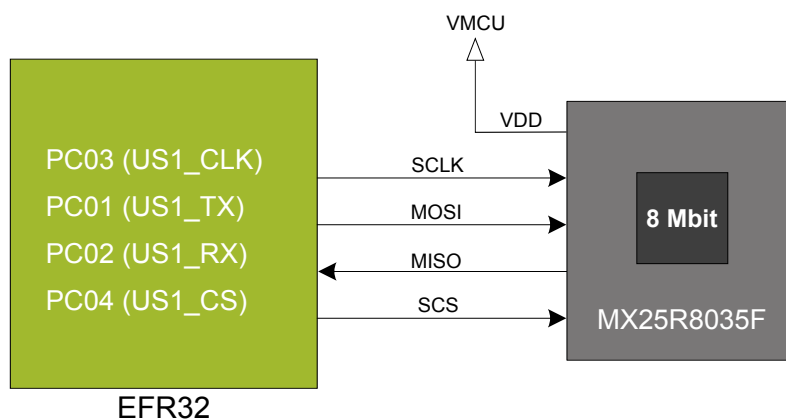 VMCU
VDD
PC03 (US1_CLK)
SCLK
PC01 (US1_TX)
MOSI
8 Mbit
PC02 (US1_RX)
MISO
PC04 (US1_CS)
SCS
MX25R8035F
EFR32